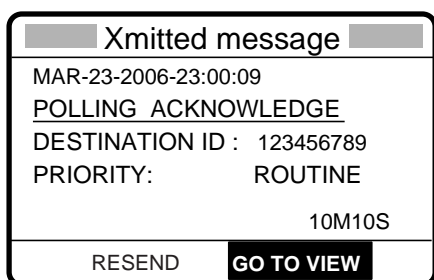 Xmitted message
MAR-23-2006-23:00:09
POLLING ACKNOWLEDGE
DESTINATION ID : 123456789
PRIORITY: ROUTINE
10M10S
RESEND GO TO VIEW